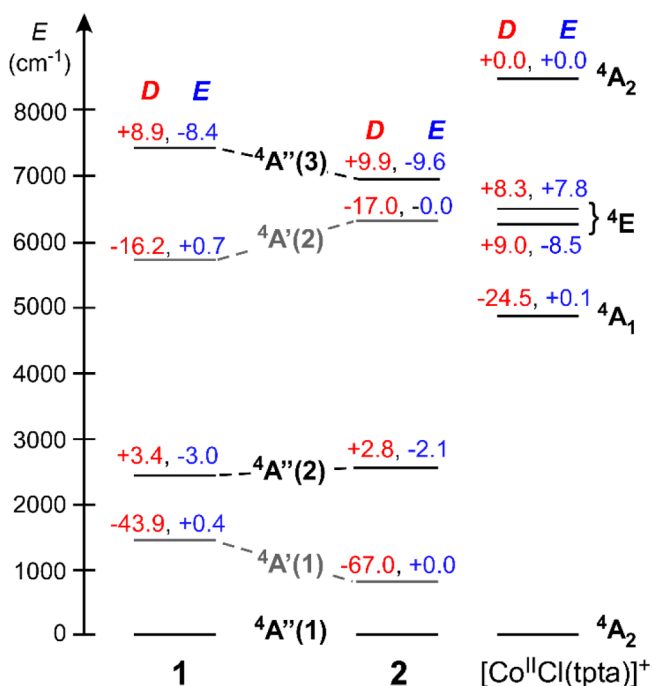 E
(cm⁻¹)
8000
7000
6000
5000
4000
3000
2000
1000
0
D E
+8.9, -8.4
-16.2, +0.7
+3.4, -3.0
-43.9, +0.4
1
⁴A''(3)
⁴A'(2)
⁴A''(2)
⁴A'(1)
⁴A''(1)
D E
+9.9, -9.6
-17.0, -0.0
+2.8, -2.1
-67.0, +0.0
2
D E
+0.0, +0.0
⁴A₂
+8.3, +7.8
} ⁴E
+9.0, -8.5
-24.5, +0.1
⁴A₁
⁴A₂
[CoᴵᴵCl(tpta)]⁺